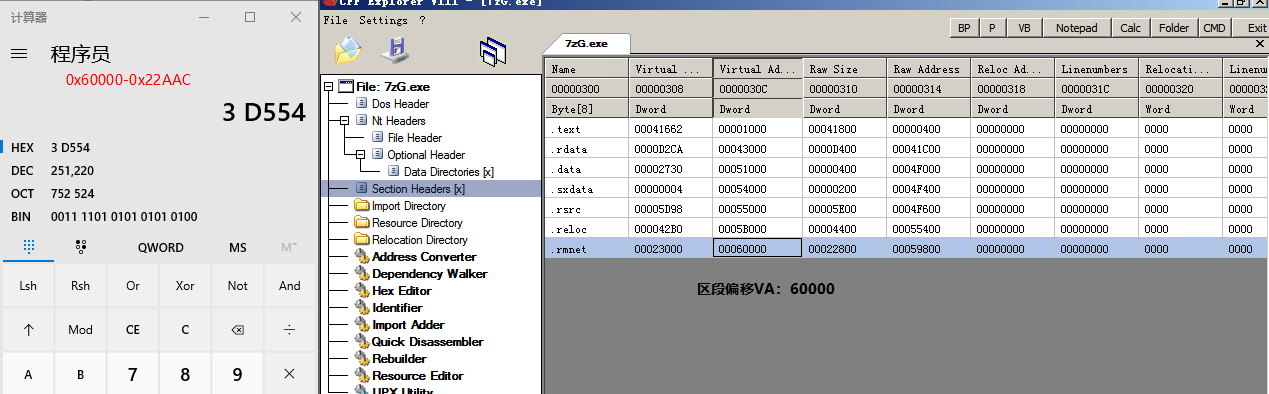 计算器
程序员
0x60000-0x22AAC
3 D554
HEX 3 D554
DEC 251,220
OCT 752 524
BIN 0011 1101 0101 0101 0100
QWORD MS M˅
Lsh Rsh Or Xor Not And
↑ Mod CE C ⌫ ÷
A B 7 8 9 ×
CFF Explorer VIII - [7zG.exe]
File Settings ?
BP P VB Notepad Calc Folder CMD Exit
File: 7zG.exe
Dos Header
Nt Headers
File Header
Optional Header
Data Directories [x]
Section Headers [x]
Import Directory
Resource Directory
Relocation Directory
Address Converter
Dependency Walker
Hex Editor
Identifier
Import Adder
Quick Disassembler
Rebuilder
Resource Editor
UPX Utility
7zG.exe
Name Virtual ... Virtual Ad... Raw Size Raw Address Reloc Ad... Linenumbers Relocati... Linenu
00000300 00000308 0000030C 00000310 00000314 00000318 0000031C 00000320 0000032
Byte[8] Dword Dword Dword Dword Dword Dword Word Word
.text 00041662 00001000 00041800 00000400 00000000 00000000 0000 0000
.rdata 0000D2CA 00043000 0000D400 00041C00 00000000 00000000 0000 0000
.data 00002730 00051000 00000400 0004F000 00000000 00000000 0000 0000
.sxdata 00000004 00054000 00000200 0004F400 00000000 00000000 0000 0000
.rsrc 00005D98 00055000 00005E00 0004F600 00000000 00000000 0000 0000
.reloc 000042B0 0005B000 00004400 00055400 00000000 00000000 0000 0000
.rmnet 00023000 00060000 00022800 00059800 00000000 00000000 0000 0000
区段偏移VA：60000